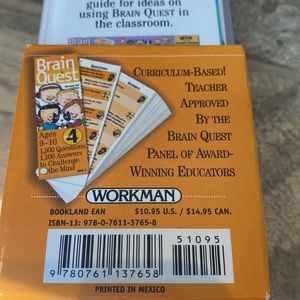 guide for ideas on
using BRAIN QUEST in
the classroom.
Brain
Quest
4
Ages
9-10
1,500 Questions
1,500 Answers
to Challenge
the Mind
CURRICULUM-BASED!
TEACHER
APPROVED
BY THE
BRAIN QUEST
PANEL OF AWARD-
WINNING EDUCATORS
WORKMAN
BOOKLAND EAN
$10.95 U.S. / $14.95 CAN.
ISBN-13: 978-0-7611-3765-8
51095
9 780761 137658
PRINTED IN MEXICO